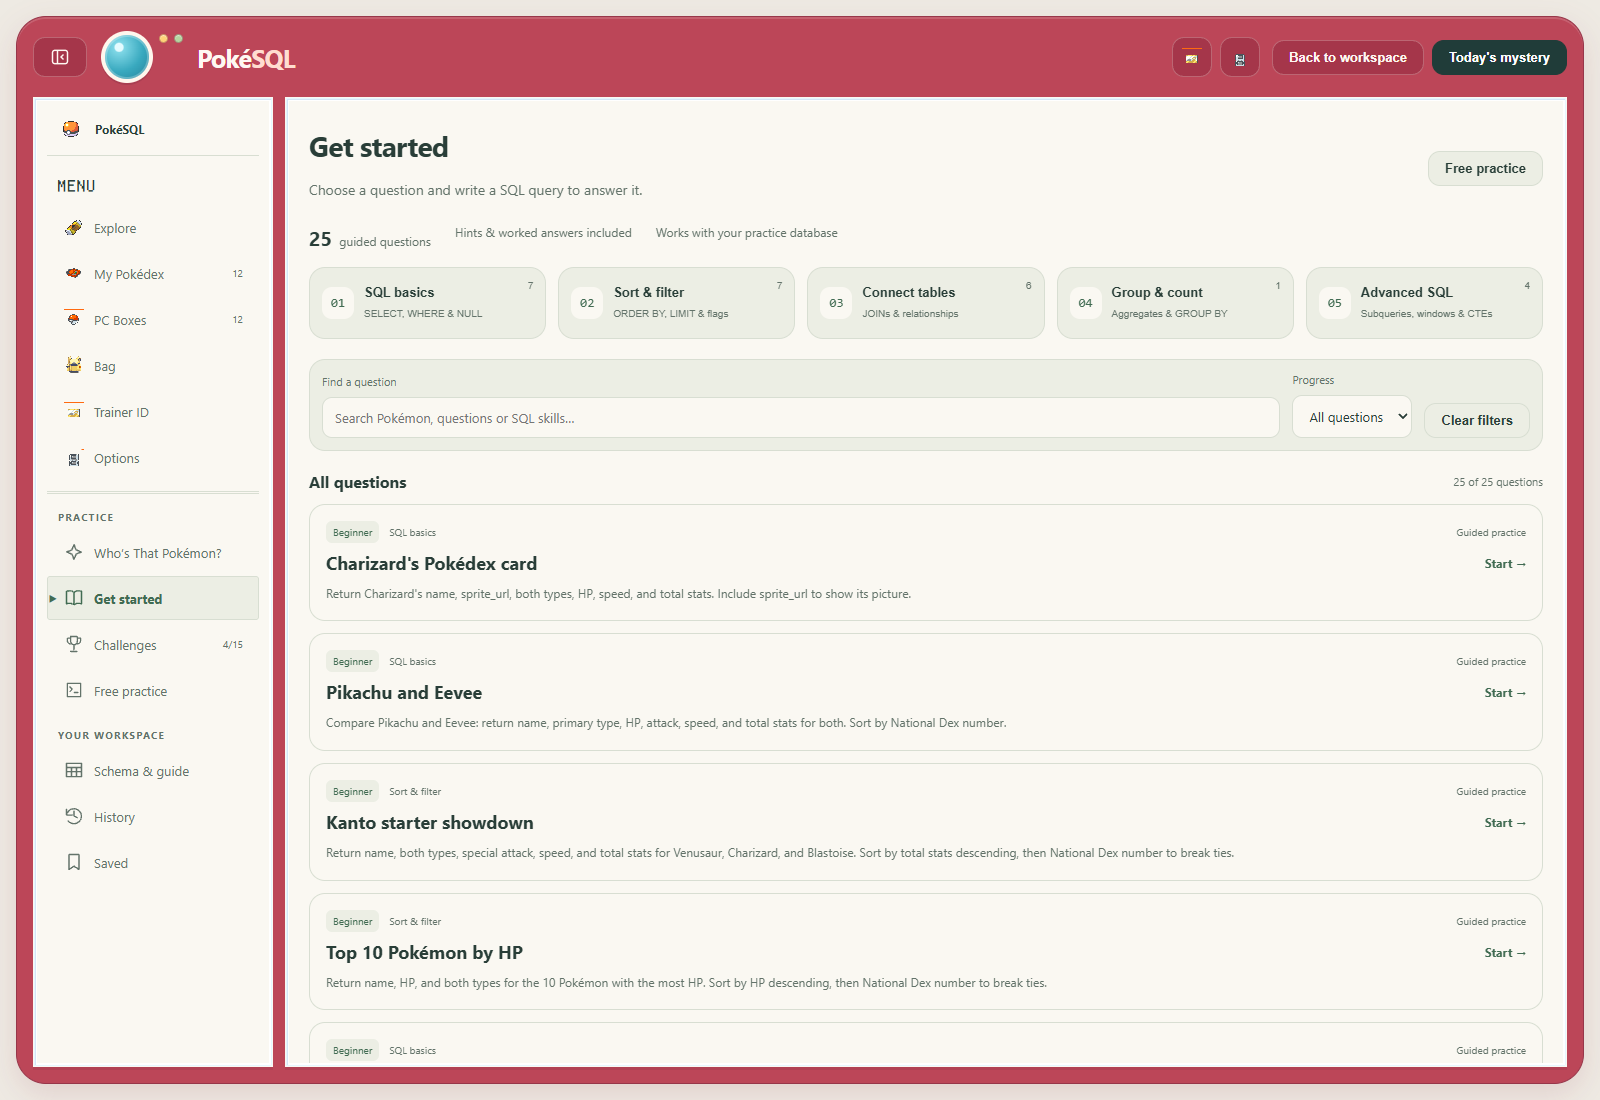 PokéSQL
Back to workspace
Today's mystery
PokéSQL
MENU
Explore
My Pokédex 12
PC Boxes 12
Bag
Trainer ID
Options
PRACTICE
Who's That Pokémon?
Get started
Challenges 4/15
Free practice
YOUR WORKSPACE
Schema & guide
History
Saved
Get started
Choose a question and write a SQL query to answer it.
Free practice
25 guided questions Hints & worked answers included Works with your practice database
01 SQL basics 7
SELECT, WHERE & NULL
02 Sort & filter 7
ORDER BY, LIMIT & flags
03 Connect tables 6
JOINs & relationships
04 Group & count 1
Aggregates & GROUP BY
05 Advanced SQL 4
Subqueries, windows & CTEs
Find a question
Search Pokémon, questions or SQL skills...
Progress
All questions
Clear filters
All questions 25 of 25 questions
Beginner SQL basics Guided practice
Charizard's Pokédex card Start →
Return Charizard's name, sprite_url, both types, HP, speed, and total stats. Include sprite_url to show its picture.
Beginner SQL basics Guided practice
Pikachu and Eevee Start →
Compare Pikachu and Eevee: return name, primary type, HP, attack, speed, and total stats for both. Sort by National Dex number.
Beginner Sort & filter Guided practice
Kanto starter showdown Start →
Return name, both types, special attack, speed, and total stats for Venusaur, Charizard, and Blastoise. Sort by total stats descending, then National Dex number to break ties.
Beginner Sort & filter Guided practice
Top 10 Pokémon by HP Start →
Return name, HP, and both types for the 10 Pokémon with the most HP. Sort by HP descending, then National Dex number to break ties.
Beginner SQL basics Guided practice